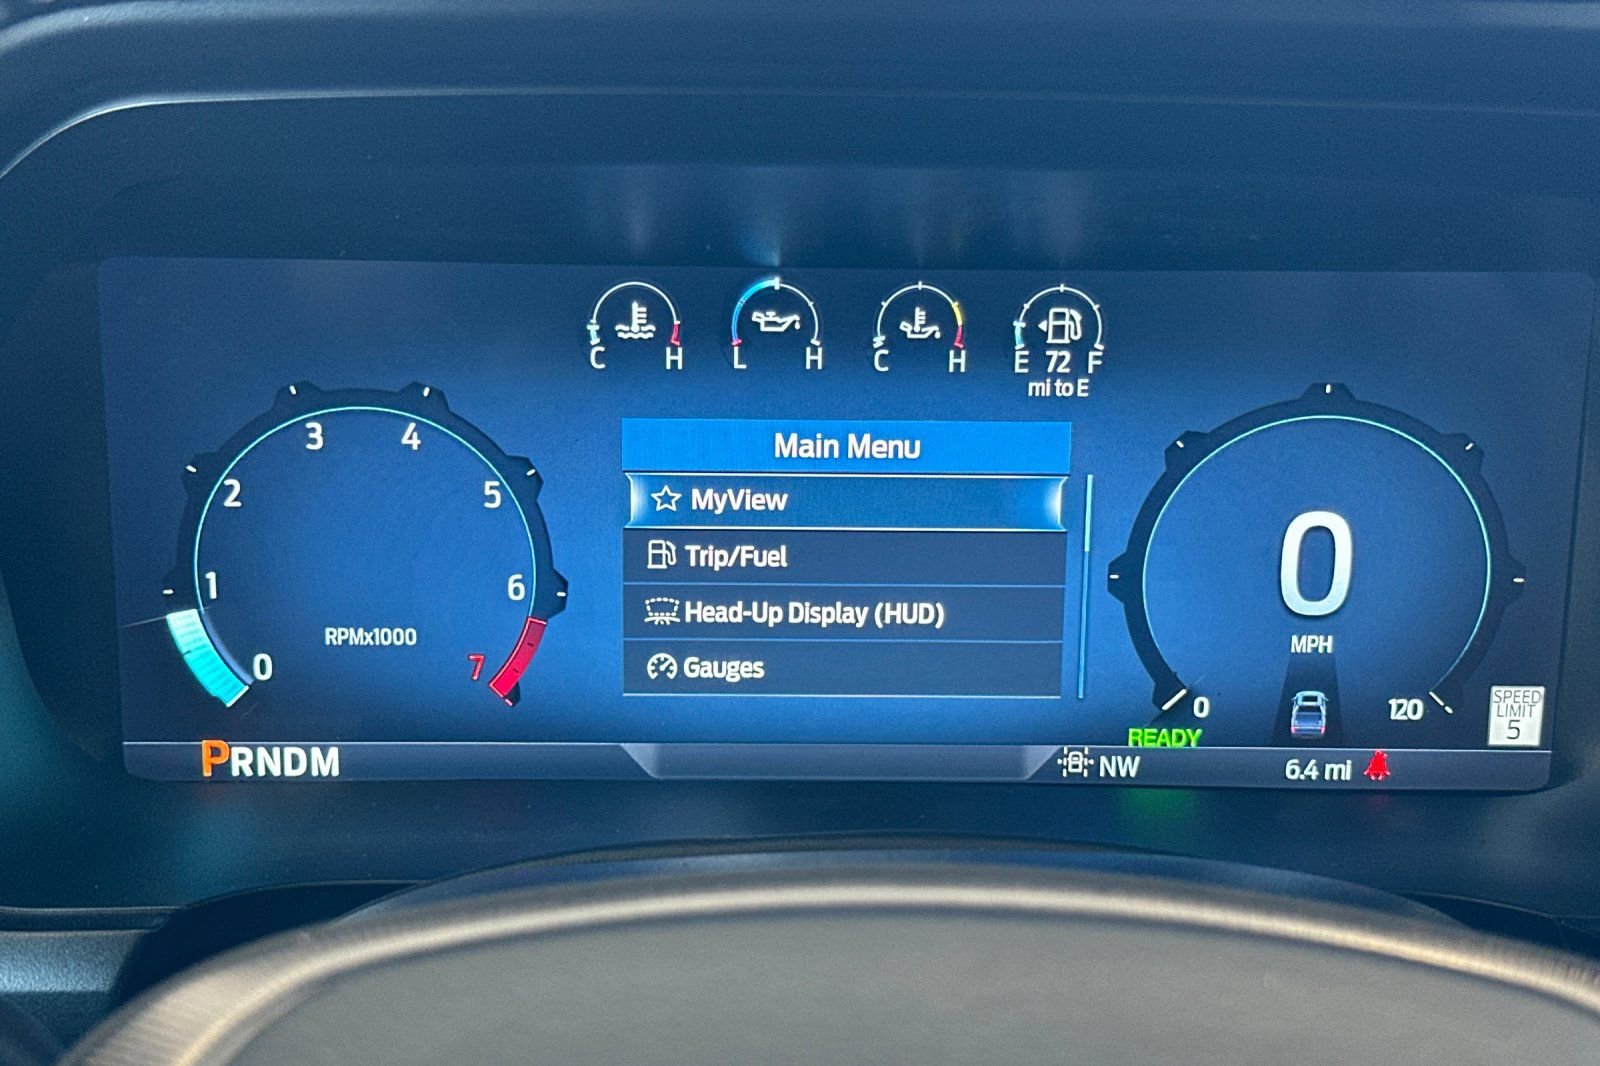 C H
L H
C H
E 72 F
mi to E
Main Menu
MyView
Trip/Fuel
Head-Up Display (HUD)
Gauges
0
1
2
3
4
5
6
7
RPMx1000
0
MPH
0
120
SPEED
LIMIT
5
READY
PRNDM
NW
6.4 mi